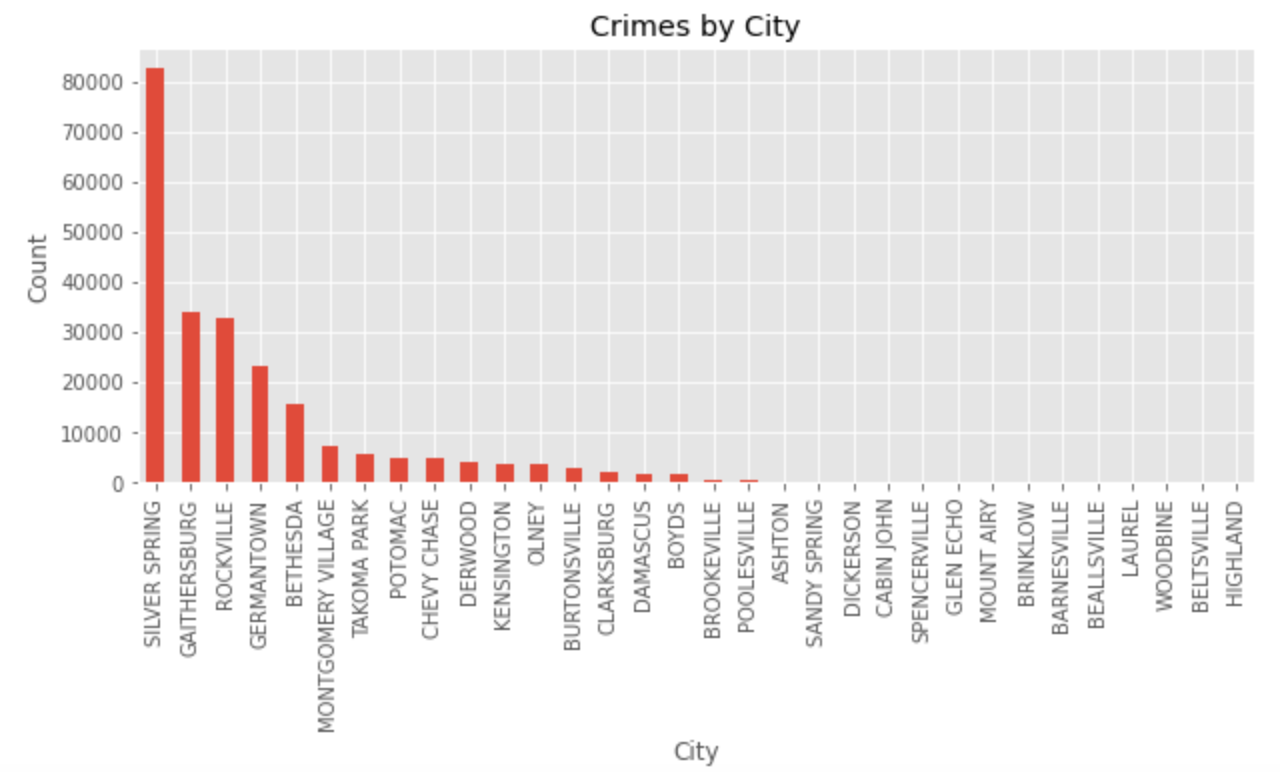 Crimes by City
Count
80000
70000
60000
50000
40000
30000
20000
10000
0
SILVER SPRING
GAITHERSBURG
ROCKVILLE
GERMANTOWN
BETHESDA
MONTGOMERY VILLAGE
TAKOMA PARK
POTOMAC
CHEVY CHASE
DERWOOD
KENSINGTON
OLNEY
BURTONSVILLE
CLARKSBURG
DAMASCUS
BOYDS
BROOKEVILLE
POOLESVILLE
ASHTON
SANDY SPRING
DICKERSON
CABIN JOHN
SPENCERVILLE
GLEN ECHO
MOUNT AIRY
BRINKLOW
BARNESVILLE
BEALLSVILLE
LAUREL
WOODBINE
BELTSVILLE
HIGHLAND
City